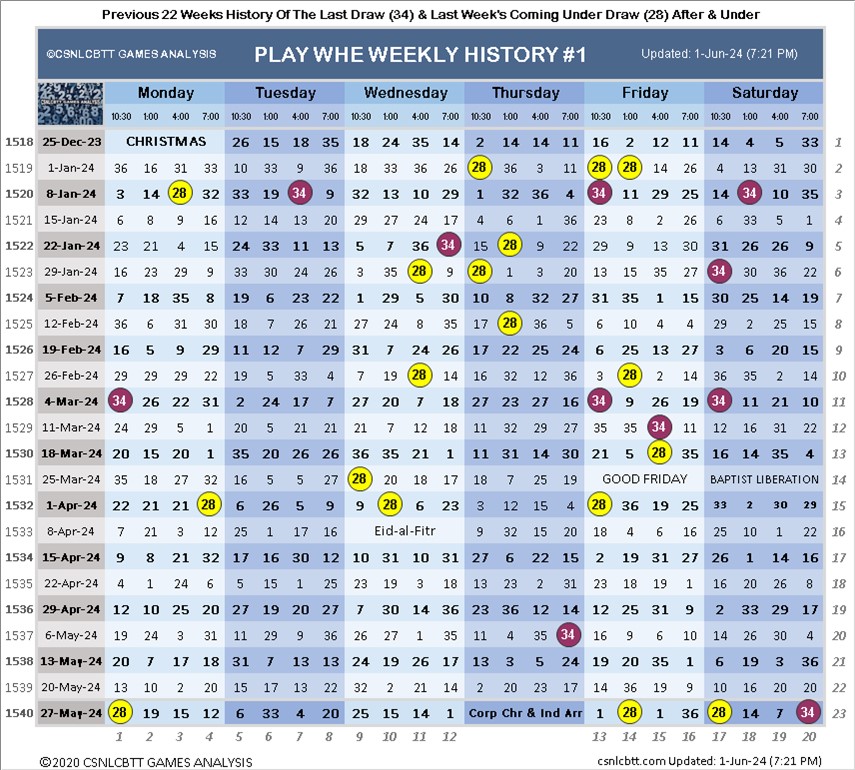 Previous 22 Weeks History Of The Last Draw (34) & Last Week's Coming Under Draw (28) After & Under
©CSNLCBTT GAMES ANALYSIS PLAY WHE WEEKLY HISTORY #1 Updated: 1-Jun-24 (7:21 PM)
CSNLCBTT GAMES ANALYSIS Monday Tuesday Wednesday Thursday Friday Saturday
10:30 1:00 4:00 7:00 10:30 1:00 4:00 7:00 10:30 1:00 4:00 7:00 10:30 1:00 4:00 7:00 10:30 1:00 4:00 7:00 10:30 1:00 4:00 7:00
1518 25-Dec-23 CHRISTMAS 26 15 18 35 18 24 35 14 2 14 14 11 16 2 12 11 14 4 5 33 1
1519 1-Jan-24 36 16 31 33 10 33 9 36 18 33 36 26 28 36 3 11 28 28 14 26 4 13 31 30 2
1520 8-Jan-24 3 14 28 32 33 19 34 9 32 13 10 29 1 32 36 4 34 11 29 25 14 34 10 35 3
1521 15-Jan-24 6 8 9 16 12 14 13 20 29 27 24 17 4 6 1 36 23 8 2 26 6 33 5 1 4
1522 22-Jan-24 23 21 4 15 24 33 11 13 5 7 36 34 15 28 9 22 29 9 13 30 31 26 26 9 5
1523 29-Jan-24 16 23 29 9 33 30 24 26 3 35 28 9 28 1 3 20 13 15 35 27 34 30 36 22 6
1524 5-Feb-24 7 18 35 8 19 6 23 22 1 29 5 30 10 8 32 27 31 35 1 15 30 25 14 19 7
1525 12-Feb-24 36 6 31 30 18 7 26 21 27 24 8 35 17 28 36 5 6 10 4 4 29 2 25 15 8
1526 19-Feb-24 16 5 9 29 11 12 7 29 31 7 24 26 17 22 25 24 6 25 13 27 3 6 20 15 9
1527 26-Feb-24 29 29 29 22 19 5 33 4 7 19 28 14 16 32 12 36 3 28 2 14 36 35 2 14 10
1528 4-Mar-24 34 26 22 31 2 24 17 7 27 20 7 18 27 23 27 16 34 9 26 19 34 11 21 10 11
1529 11-Mar-24 24 29 5 1 20 5 21 21 21 7 12 18 11 32 29 27 35 35 34 11 12 16 31 22 12
1530 18-Mar-24 20 15 20 1 35 20 26 26 36 35 21 1 11 31 14 30 21 5 28 35 16 14 35 4 13
1531 25-Mar-24 35 18 27 32 16 5 5 27 28 20 18 17 18 7 25 19 GOOD FRIDAY BAPTIST LIBERATION 14
1532 1-Apr-24 22 21 21 28 6 26 5 9 9 28 6 23 3 12 15 4 28 36 19 25 33 2 30 29 15
1533 8-Apr-24 7 21 3 12 25 1 17 16 Eid-al-Fitr 9 32 15 20 18 4 6 16 25 10 1 22 16
1534 15-Apr-24 9 8 21 32 17 16 30 12 10 31 10 31 27 6 22 15 2 19 31 27 26 1 14 16 17
1535 22-Apr-24 4 1 24 6 5 15 1 25 23 19 3 18 13 23 2 31 23 18 19 1 16 20 26 8 18
1536 29-Apr-24 12 10 25 20 27 19 20 27 7 30 14 36 23 36 12 14 12 25 31 9 2 33 29 17 19
1537 6-May-24 19 24 3 31 11 29 9 36 26 27 1 35 11 4 35 34 16 9 6 10 14 26 30 4 20
1538 13-May-24 20 7 17 18 31 7 13 13 24 19 26 17 13 3 5 24 19 20 35 1 6 19 3 36 21
1539 20-May-24 13 10 2 20 15 17 13 22 32 2 21 14 2 20 23 17 14 36 19 9 10 16 20 20 22
1540 27-May-24 28 19 15 12 6 33 4 20 25 15 14 1 Corp Chr & Ind Arr 1 28 1 36 28 14 7 34 23
1 2 3 4 5 6 7 8 9 10 11 12 13 14 15 16 17 18 19 20
©2020 CSNLCBTT GAMES ANALYSIS csnlcbtt.com Updated: 1-Jun-24 (7:21 PM)